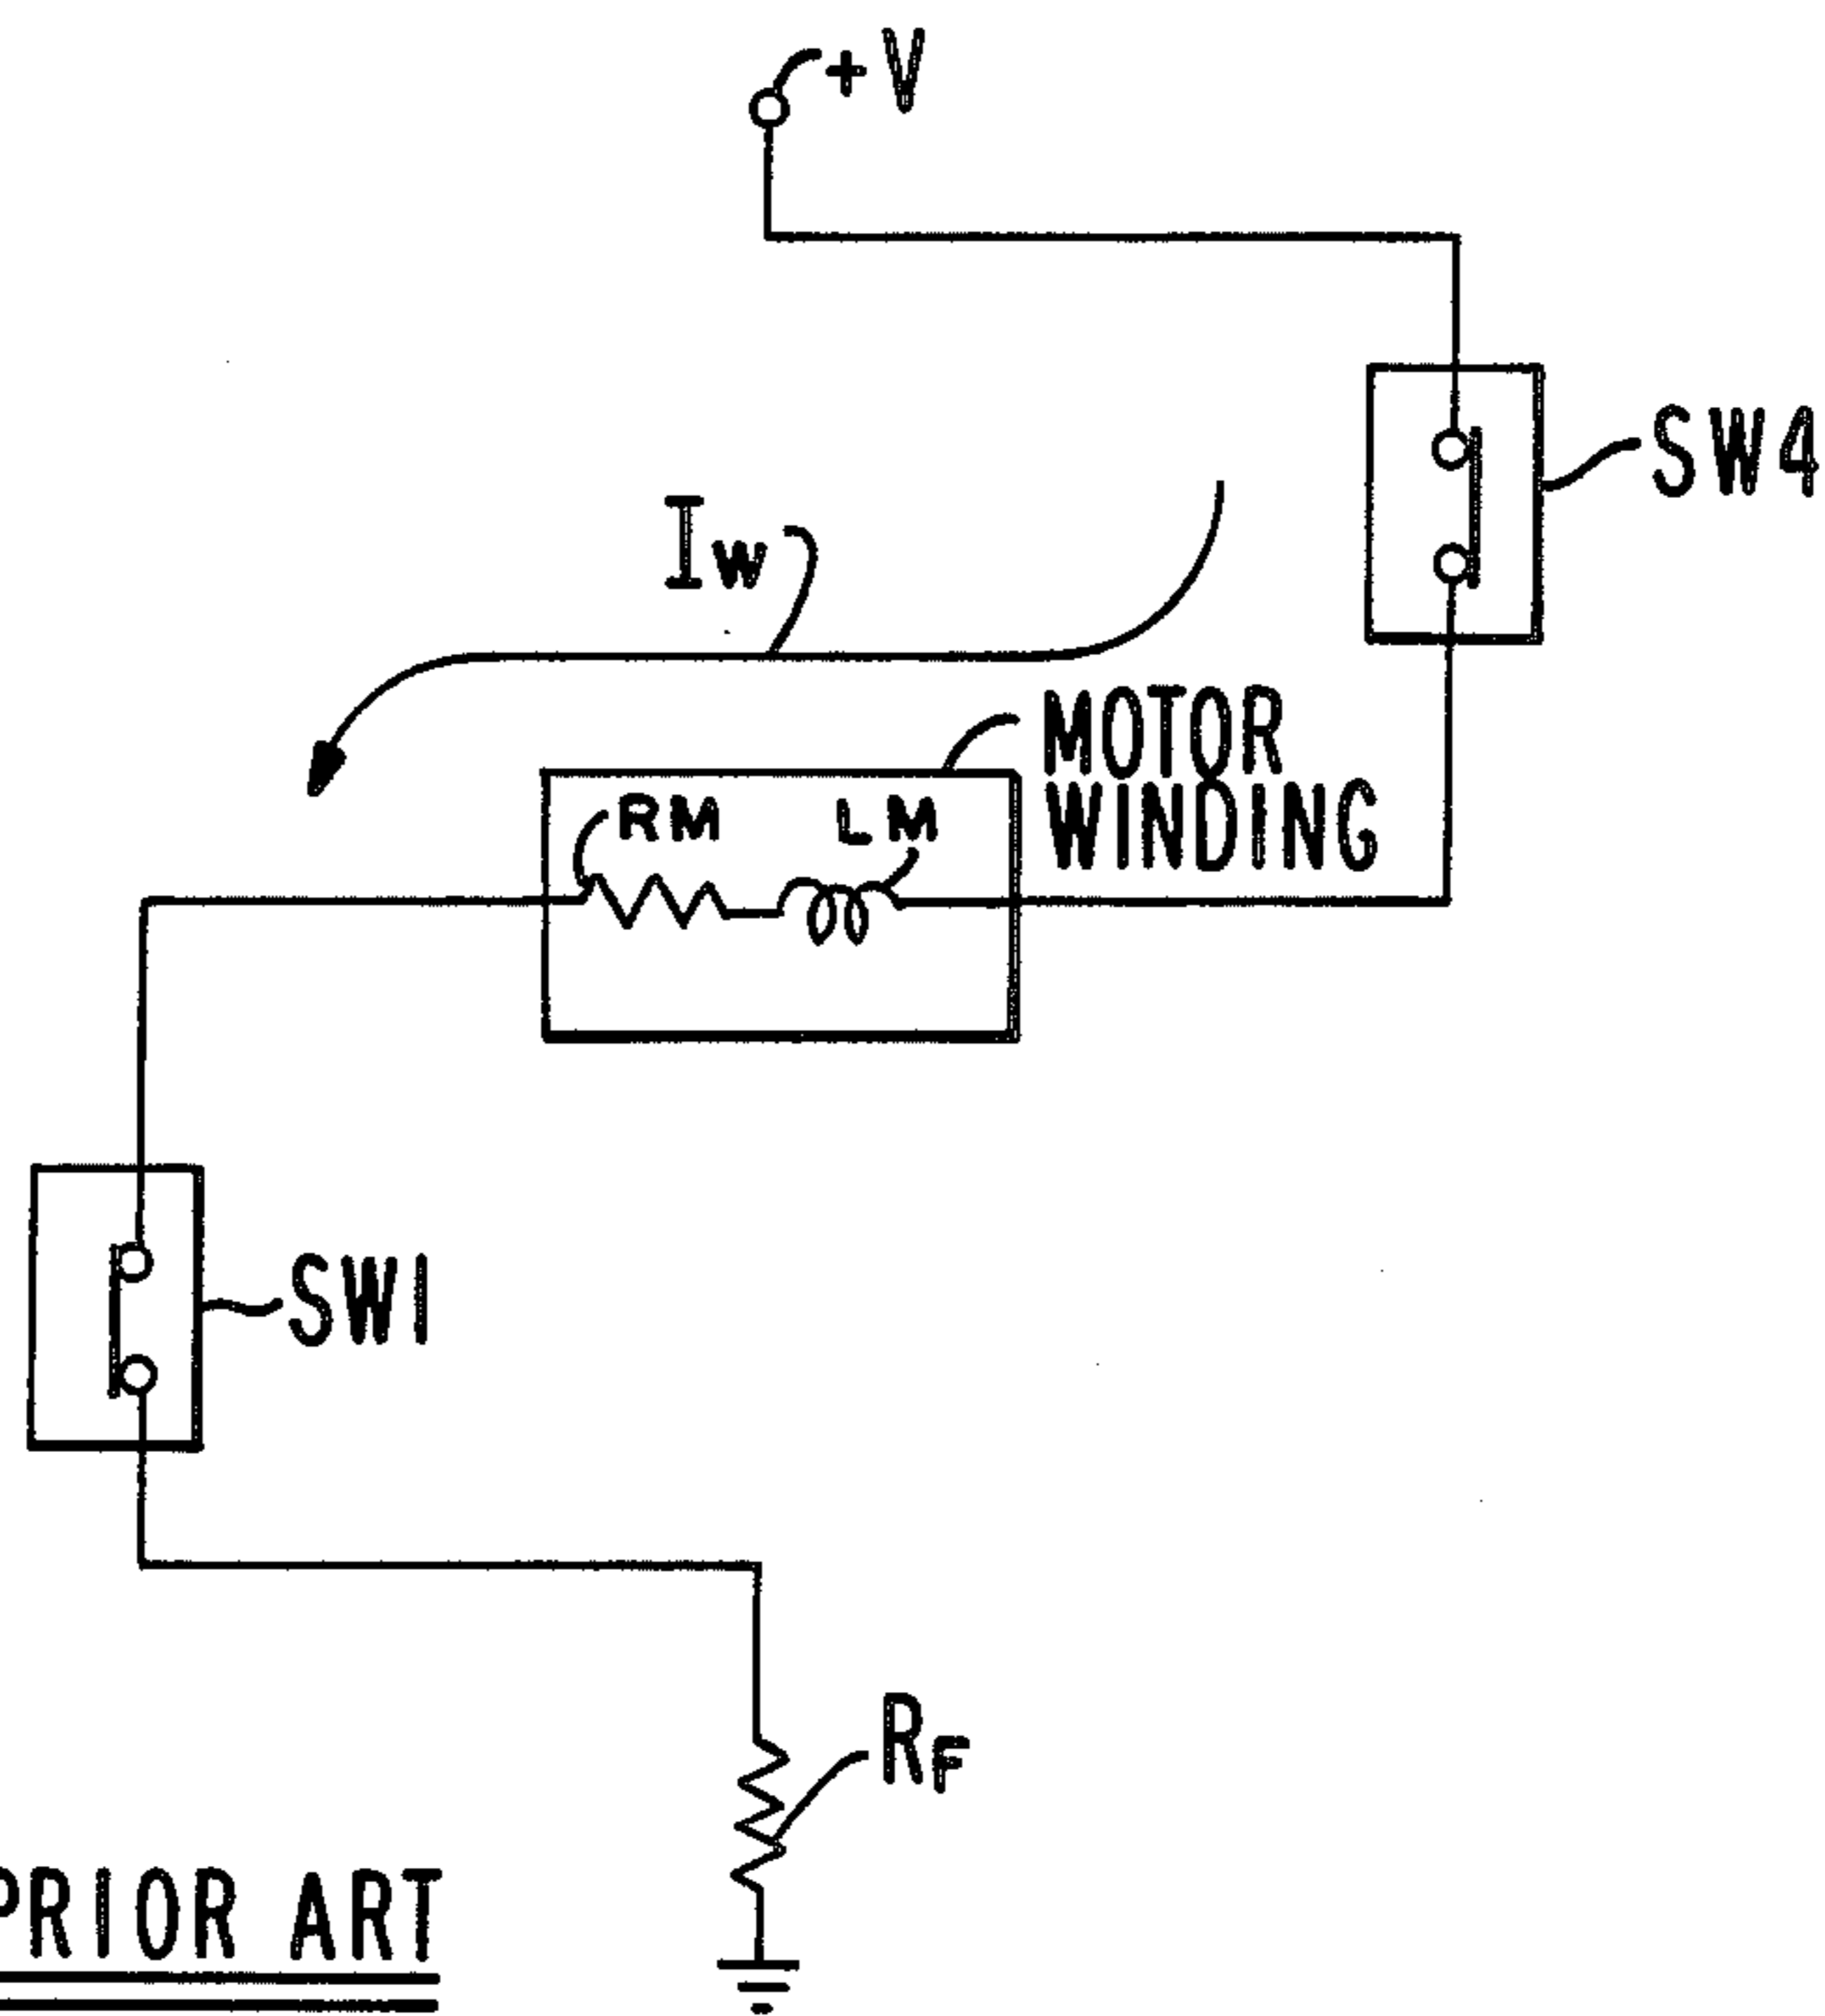 +V
SW4
Iw
MOTOR
WINDING
RM LM
SW1
RF
PRIOR ART